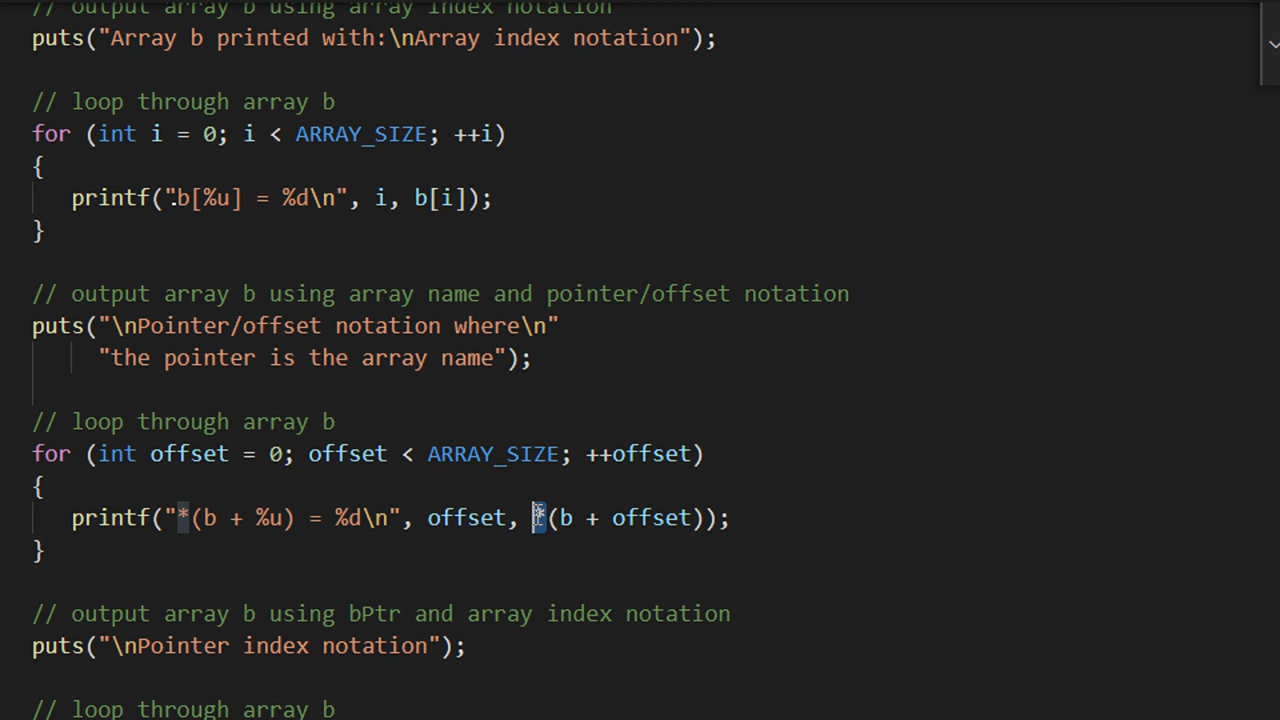 // output array b using array index notation
puts("Array b printed with:\nArray index notation");
// loop through array b
for (int i = 0; i < ARRAY_SIZE; ++i)
{
printf("b[%u] = %d\n", i, b[i]);
}
// output array b using array name and pointer/offset notation
puts("\nPointer/offset notation where\n"
"the pointer is the array name");
// loop through array b
for (int offset = 0; offset < ARRAY_SIZE; ++offset)
{
printf("*(b + %u) = %d\n", offset, *(b + offset));
}
// output array b using bPtr and array index notation
puts("\nPointer index notation");
// loop through array b